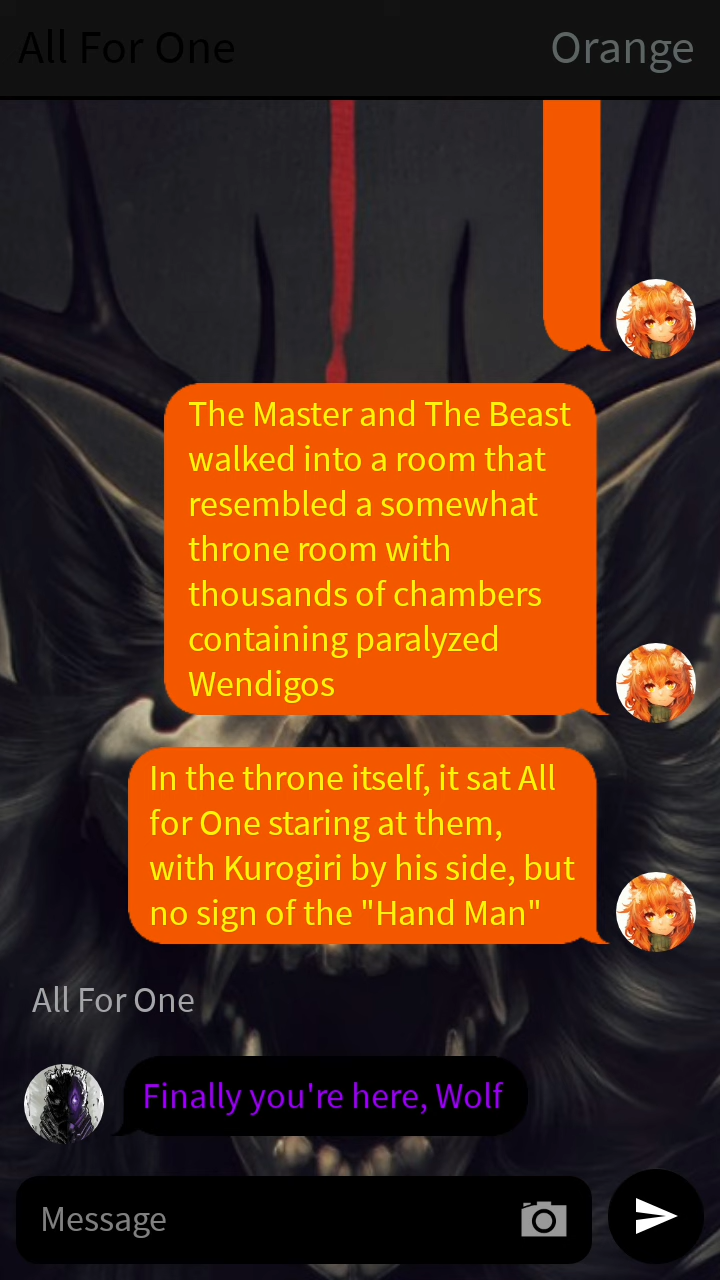 All For One
Orange
The Master and The Beast
walked into a room that
resembled a somewhat
throne room with
thousands of chambers
containing paralyzed
Wendigos
In the throne itself, it sat All
for One staring at them,
with Kurogiri by his side, but
no sign of the "Hand Man"
All For One
Finally you're here, Wolf
Message